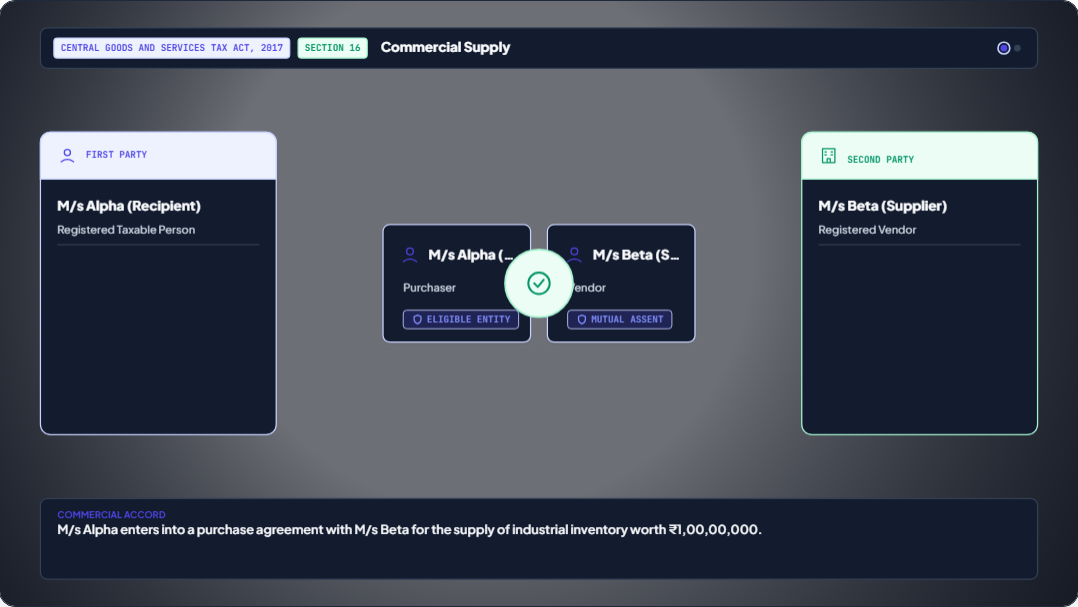 CENTRAL GOODS AND SERVICES TAX ACT, 2017 SECTION 16 Commercial Supply
FIRST PARTY
M/s Alpha (Recipient)
Registered Taxable Person
M/s Alpha (...
Purchaser
ELIGIBLE ENTITY
M/s Beta (S...
endor
MUTUAL ASSENT
SECOND PARTY
M/s Beta (Supplier)
Registered Vendor
COMMERCIAL ACCORD
M/s Alpha enters into a purchase agreement with M/s Beta for the supply of industrial inventory worth ₹1,00,00,000.